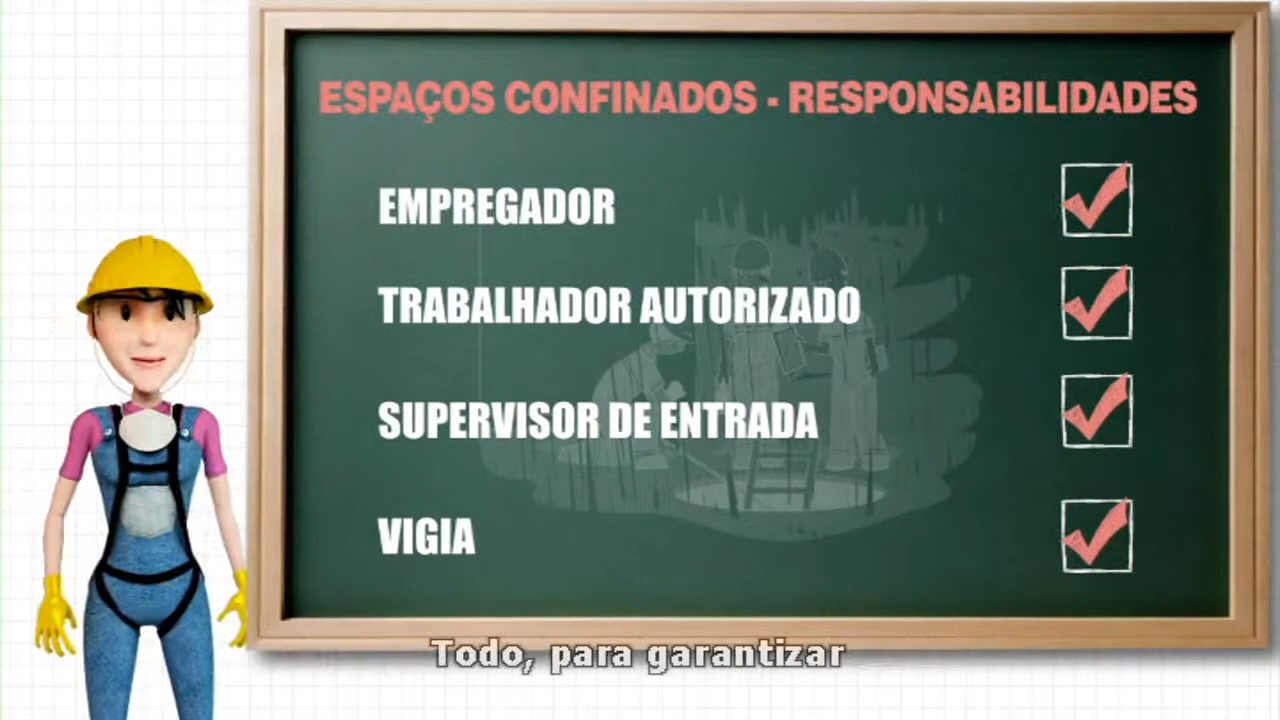 ESPAÇOS CONFINADOS - RESPONSABILIDADES
EMPREGADOR
TRABALHADOR AUTORIZADO
SUPERVISOR DE ENTRADA
VIGIA
Todo, para garantizar